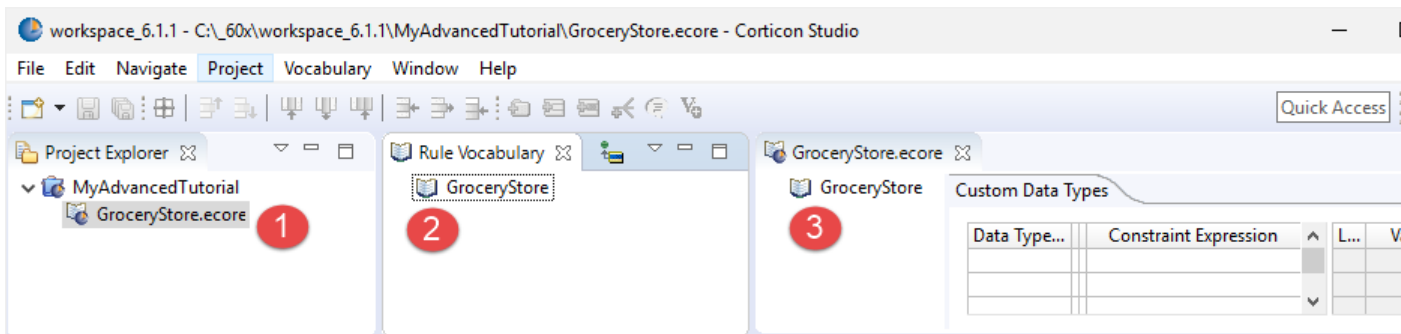 workspace_6.1.1 - C:\_60x\workspace_6.1.1\MyAdvancedTutorial\GroceryStore.ecore - Corticon Studio
File Edit Navigate Project Vocabulary Window Help
Quick Access
Project Explorer
MyAdvancedTutorial
GroceryStore.ecore
1
Rule Vocabulary
GroceryStore
2
GroceryStore.ecore
GroceryStore
3
Custom Data Types
Data Type... Constraint Expression L...